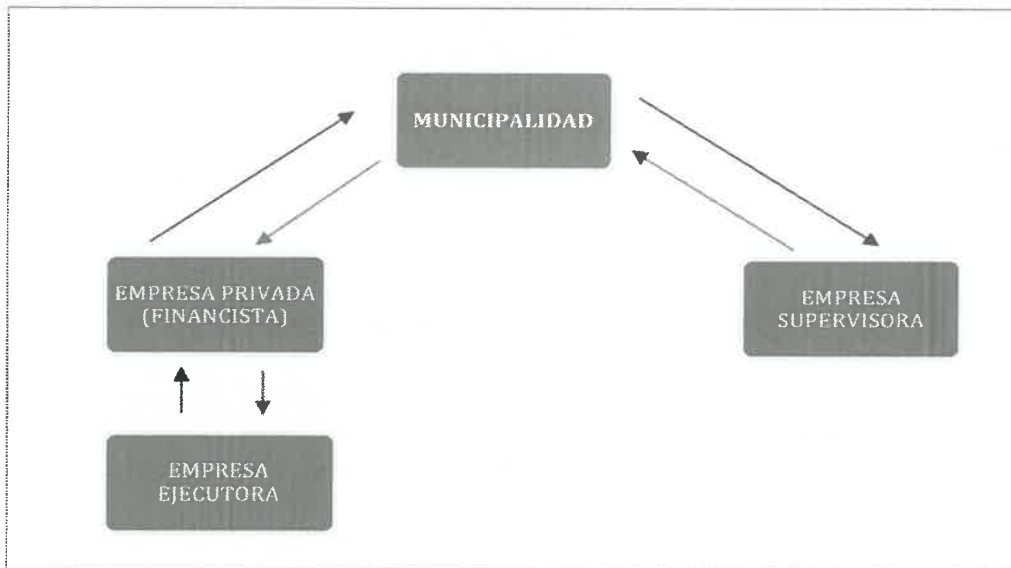 MUNICIPALIDAD
EMPRESA PRIVADA
(FINANCISTA)
EMPRESA
SUPERVISORA
EMPRESA
EJECUTORA